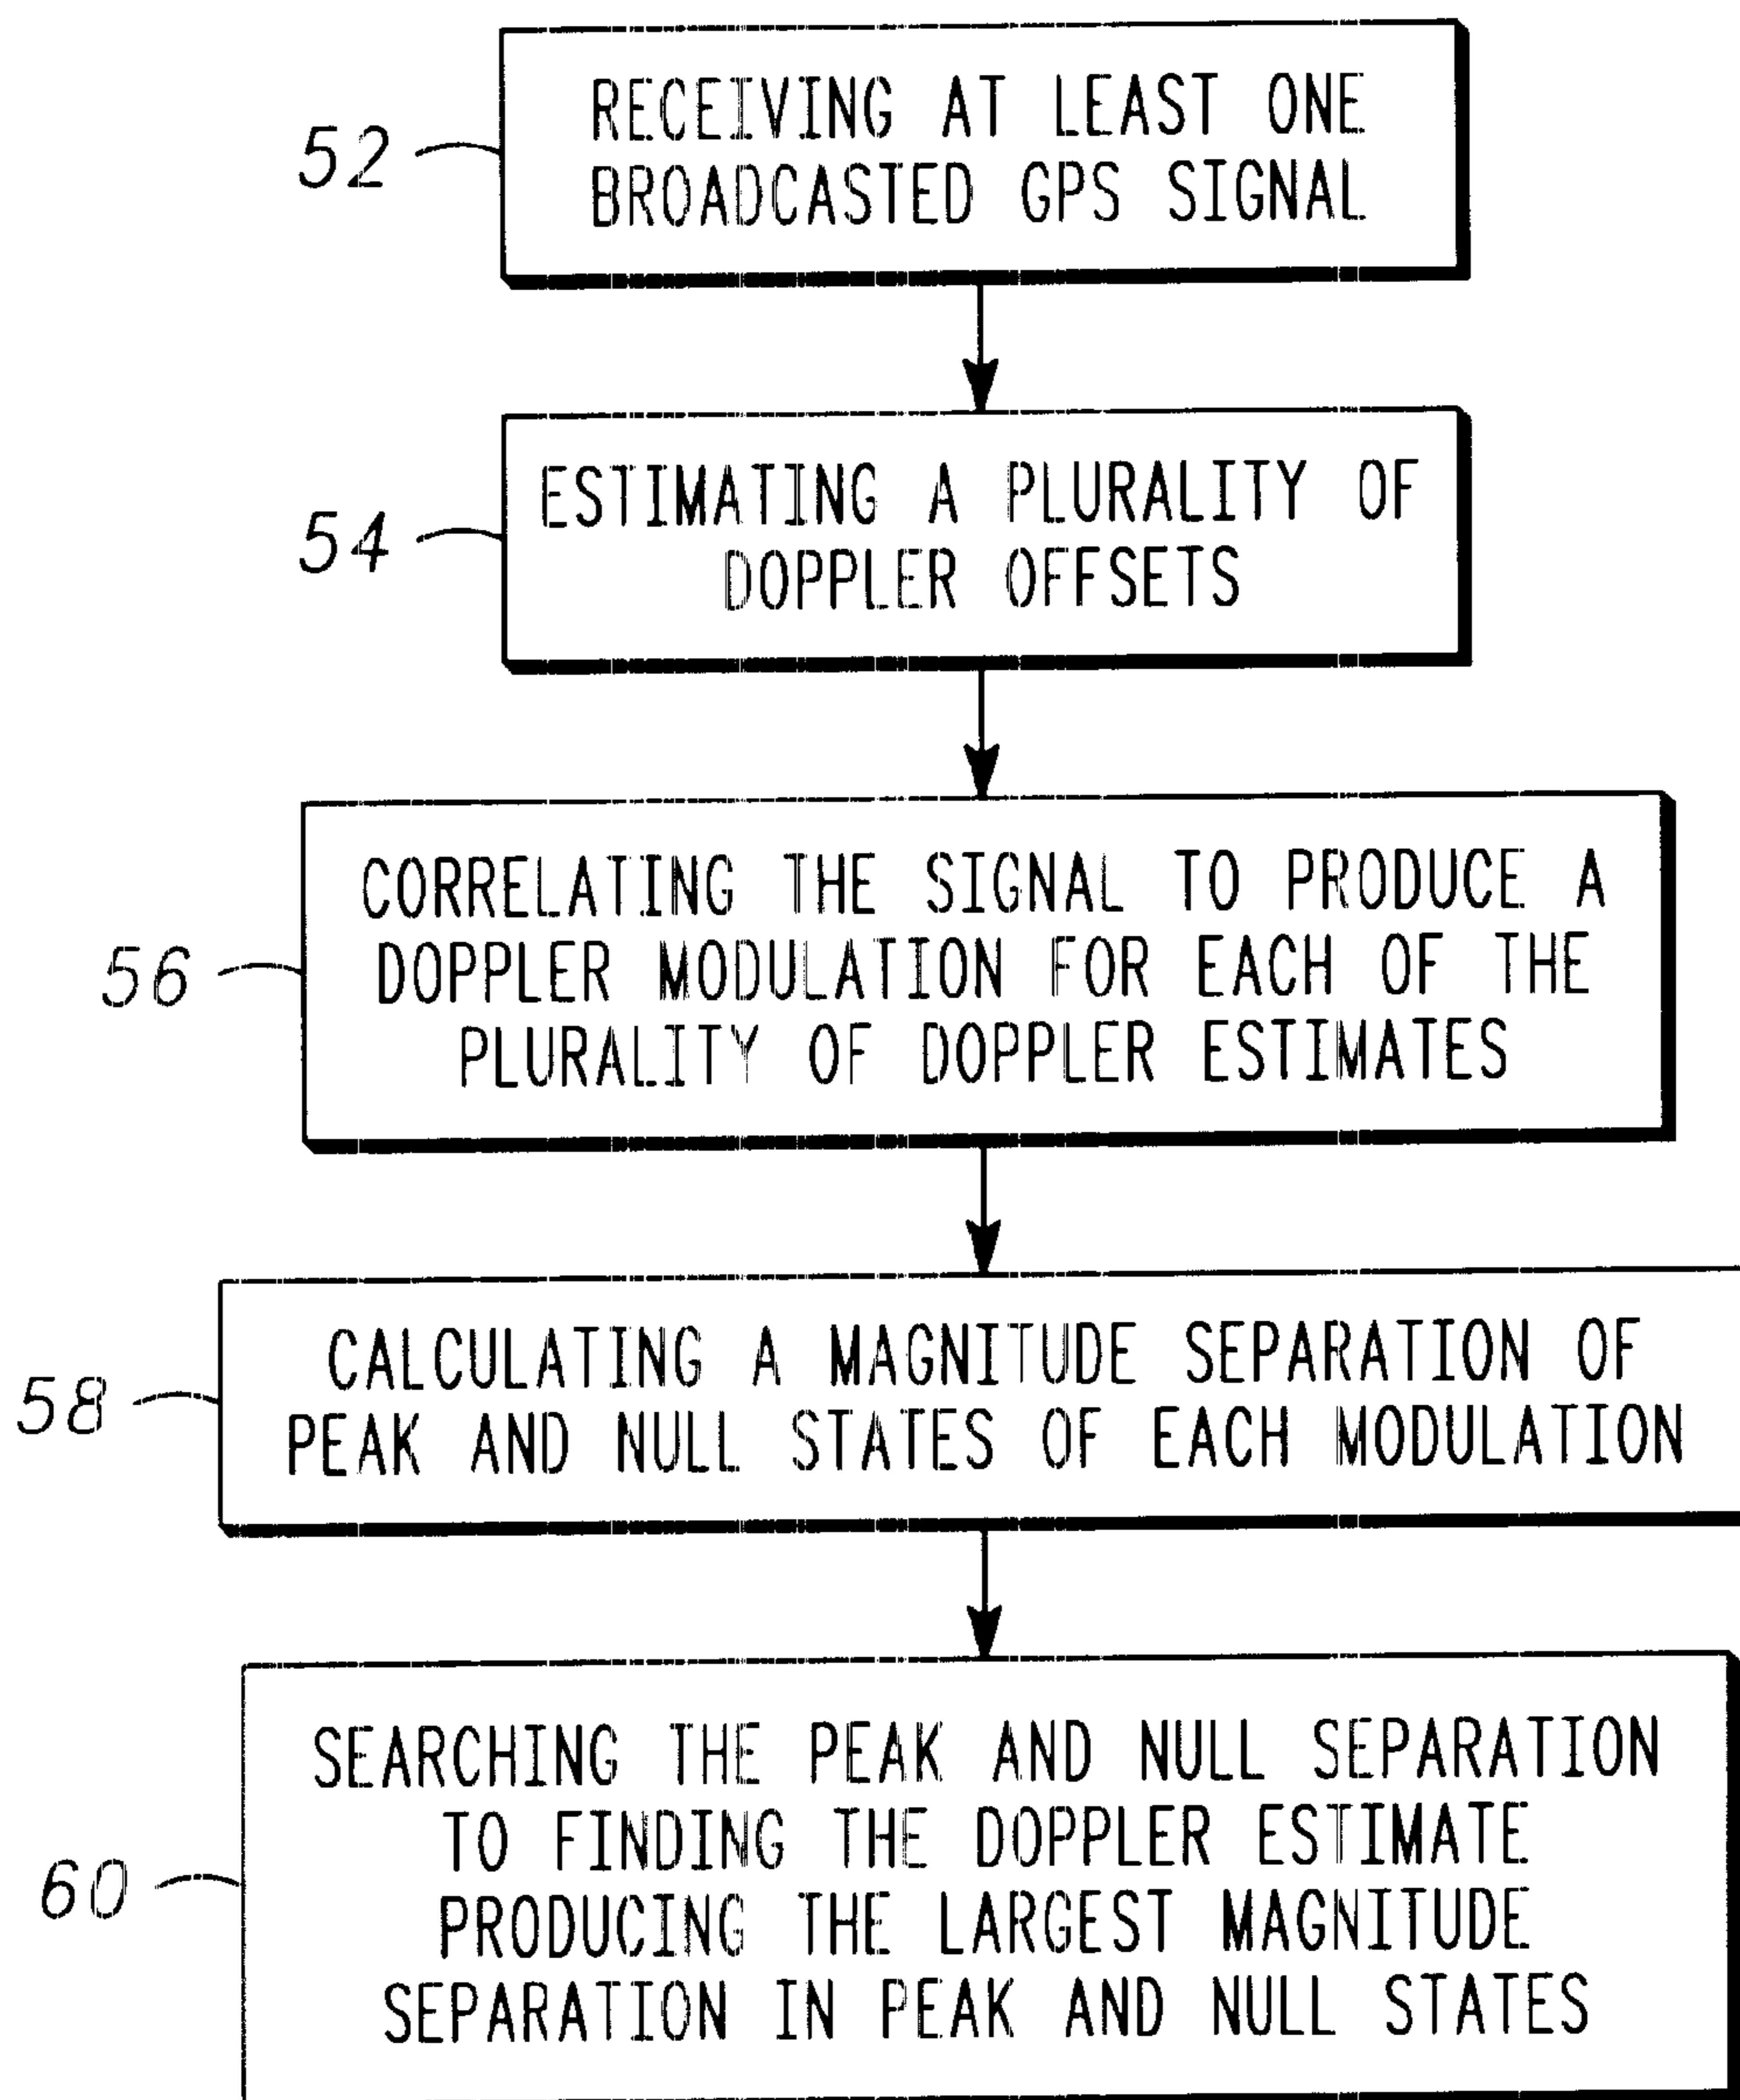 52
RECEIVING AT LEAST ONE
BROADCASTED GPS SIGNAL
54
ESTIMATING A PLURALITY OF
DOPPLER OFFSETS
56
CORRELATING THE SIGNAL TO PRODUCE A
DOPPLER MODULATION FOR EACH OF THE
PLURALITY OF DOPPLER ESTIMATES
58
CALCULATING A MAGNITUDE SEPARATION OF
PEAK AND NULL STATES OF EACH MODULATION
60
SEARCHING THE PEAK AND NULL SEPARATION
TO FINDING THE DOPPLER ESTIMATE
PRODUCING THE LARGEST MAGNITUDE
SEPARATION IN PEAK AND NULL STATES